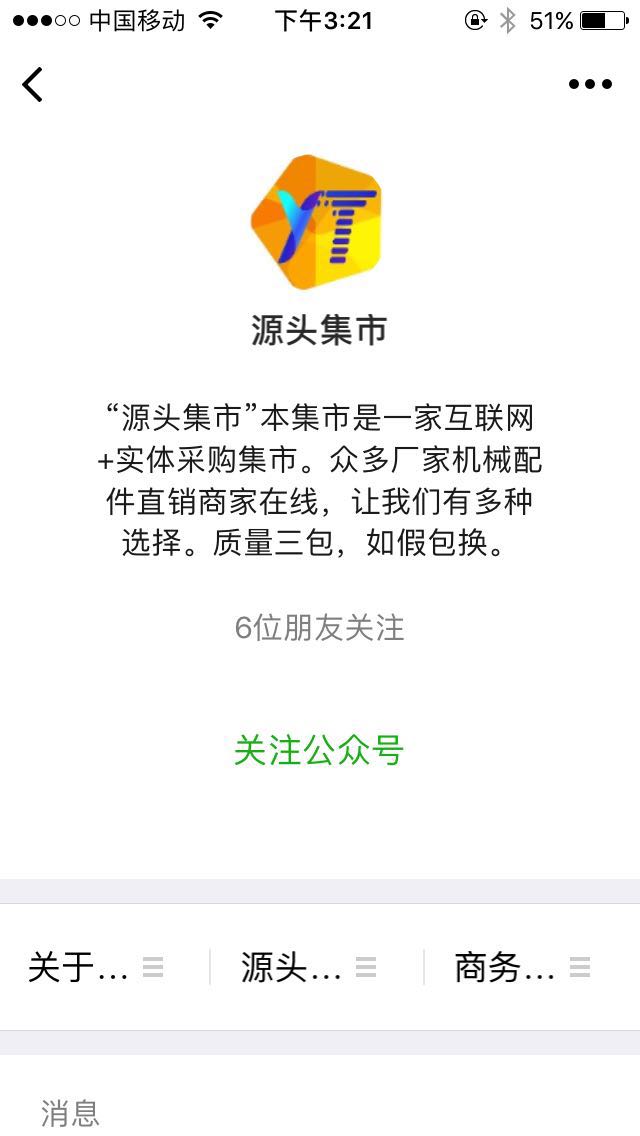 中国移动 下午3:21 51%
YT
源头集市
“源头集市”本集市是一家互联网
+实体采购集市。众多厂家机械配
件直销商家在线，让我们有多种
选择。质量三包，如假包换。
6位朋友关注
关注公众号
关于... 源头... 商务...
消息